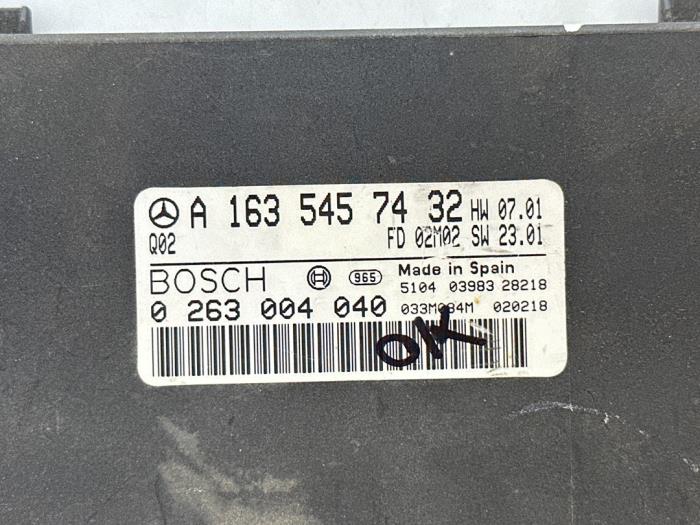 A 163 545 74 32 HW 07.01
Q02 FD 02M02 SW 23.01
BOSCH 965 Made in Spain
5104 03983 28218
0 263 004 040 033M084M 020218
OK